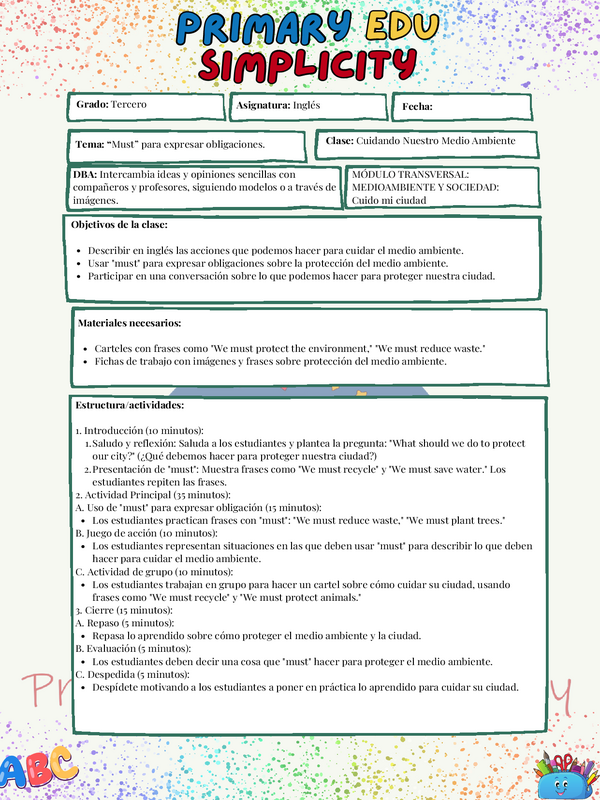 PRIMARY EDU
SIMPLICITY
Grado: Tercero
Asignatura: Inglés
Fecha:
Tema: "Must" para expresar obligaciones.
Clase: Cuidando Nuestro Medio Ambiente
DBA: Intercambia ideas y opiniones sencillas con
compañeros y profesores, siguiendo modelos o a través de
imágenes.
MÓDULO TRANSVERSAL:
MEDIOAMBIENTE Y SOCIEDAD:
Cuido mi ciudad
Objetivos de la clase:
• Describir en inglés las acciones que podemos hacer para cuidar el medio ambiente.
• Usar "must" para expresar obligaciones sobre la protección del medio ambiente.
• Participar en una conversación sobre lo que podemos hacer para proteger nuestra ciudad.
Materiales necesarios:
• Carteles con frases como "We must protect the environment," "We must reduce waste."
• Fichas de trabajo con imágenes y frases sobre protección del medio ambiente.
Estructura/actividades:
1. Introducción (10 minutos):
1. Saludo y reflexión: Saluda a los estudiantes y plantea la pregunta: "What should we do to protect
our city?" (¿Qué debemos hacer para proteger nuestra ciudad?)
2. Presentación de "must": Muestra frases como "We must recycle" y "We must save water." Los
estudiantes repiten las frases.
2. Actividad Principal (35 minutos):
A. Uso de "must" para expresar obligación (15 minutos):
• Los estudiantes practican frases con "must": "We must reduce waste," "We must plant trees."
B. Juego de acción (10 minutos):
• Los estudiantes representan situaciones en las que deben usar "must" para describir lo que deben
hacer para cuidar el medio ambiente.
C. Actividad de grupo (10 minutos):
• Los estudiantes trabajan en grupo para hacer un cartel sobre cómo cuidar su ciudad, usando
frases como "We must recycle" y "We must protect animals."
3. Cierre (15 minutos):
A. Repaso (5 minutos):
• Repasa lo aprendido sobre cómo proteger el medio ambiente y la ciudad.
B. Evaluación (5 minutos):
• Los estudiantes deben decir una cosa que "must" hacer para proteger el medio ambiente.
C. Despedida (5 minutos):
• Despídete motivando a los estudiantes a poner en práctica lo aprendido para cuidar su ciudad.
ABC